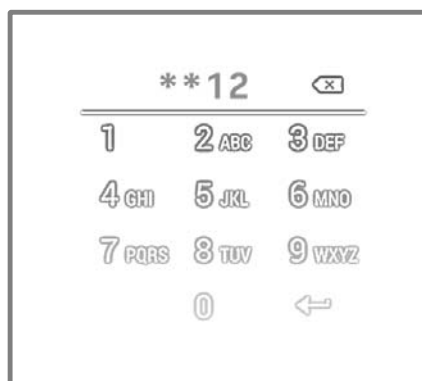 **12
1 2 ABC 3 DEF
4 GHI 5 JKL 6 MNO
7 PQRS 8 TUV 9 WXYZ
0